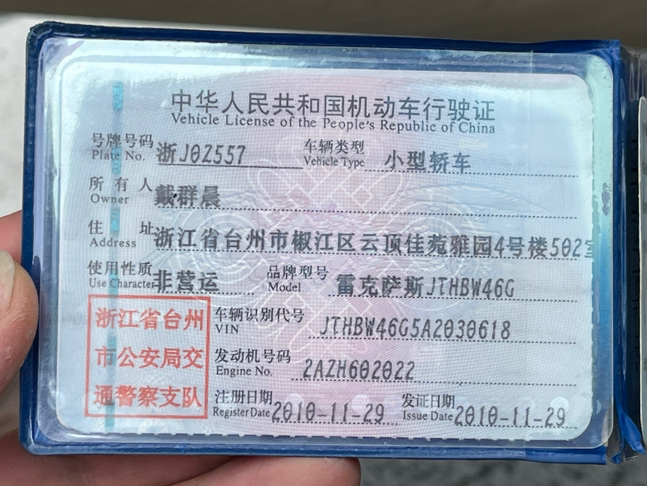 中华人民共和国机动车行驶证
Vehicle License of the People's Republic of China
号牌号码 浙J0Z557 车辆类型 小型轿车
Plate No. Vehicle Type
所有人 戴群晨
Owner
住址 浙江省台州市椒江区云顶佳苑雅园4号楼502室
Address
使用性质 非营运 品牌型号 雷克萨斯JTHBW46G
Use Character Model
浙江省台州
市公安局交
通警察支队
车辆识别代号 JTHBW46G5A2030618
VIN
发动机号码 2AZH602022
Engine No.
注册日期 2010-11-29 发证日期 2010-11-29
Register Date Issue Date